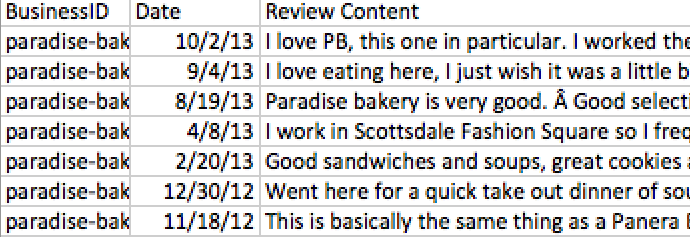 BusinessID Date Review Content
paradise-bak 10/2/13 I love PB, this one in particular. I worked the
paradise-bak 9/4/13 I love eating here, I just wish it was a little b
paradise-bak 8/19/13 Paradise bakery is very good. Â Good selecti
paradise-bak 4/8/13 I work in Scottsdale Fashion Square so I freq
paradise-bak 2/20/13 Good sandwiches and soups, great cookies a
paradise-bak 12/30/12 Went here for a quick take out dinner of sou
paradise-bak 11/18/12 This is basically the same thing as a Panera B